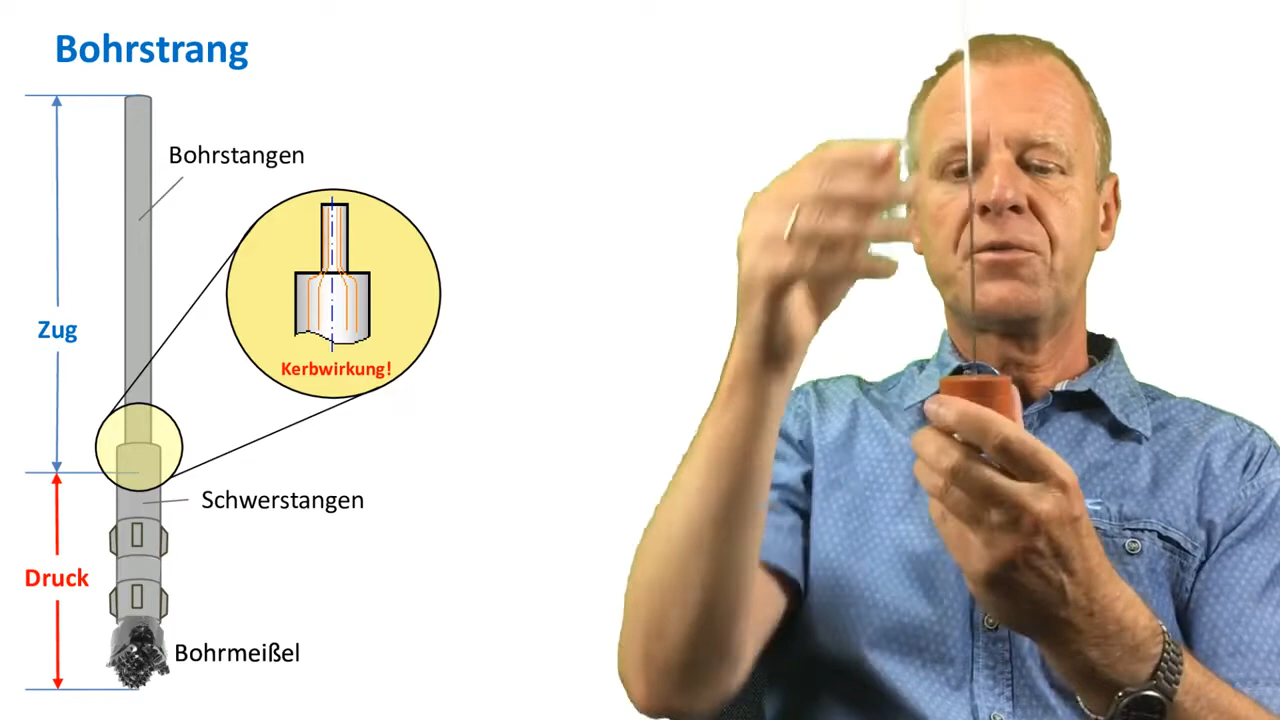 Bohrstrang
Bohrstangen
Zug
Kerbwirkung!
Schwerstangen
Druck
Bohrmeißel